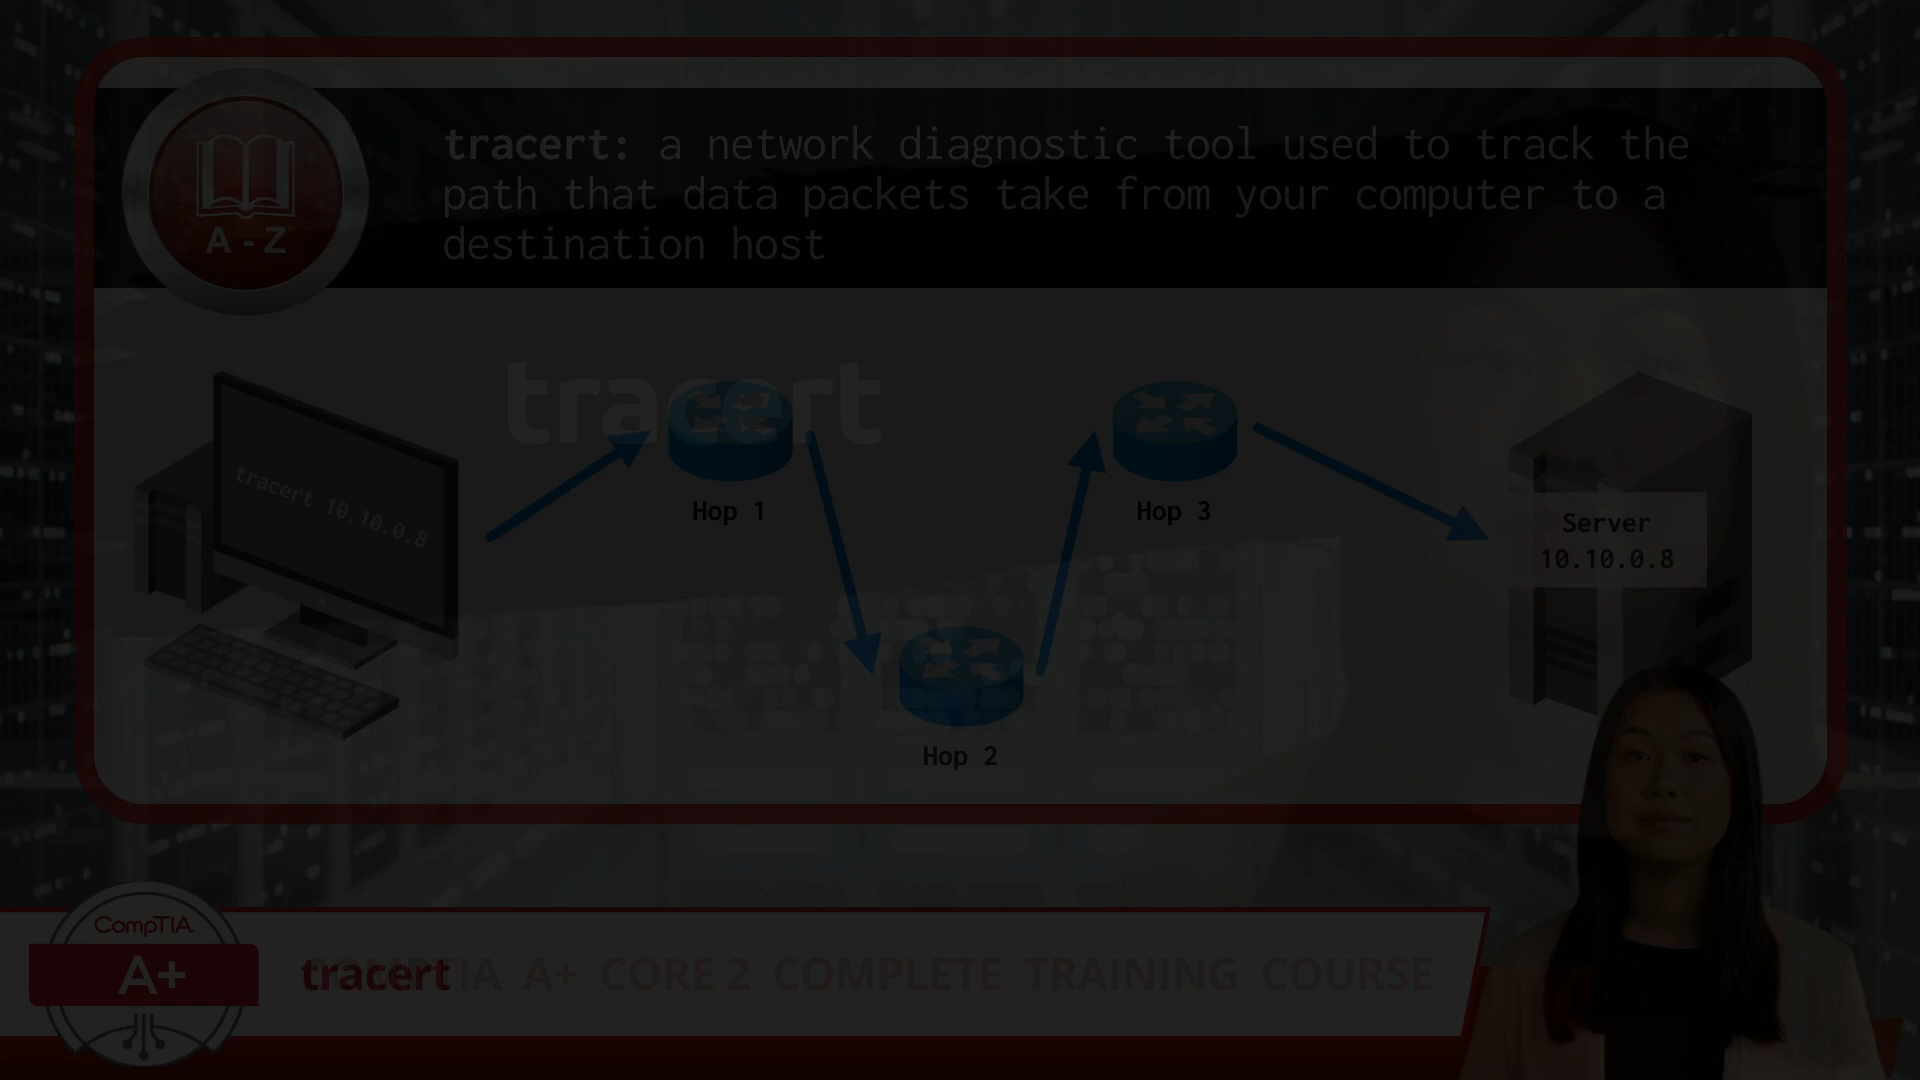 tracert: a network diagnostic tool used to track the
path that data packets take from your computer to a
destination host
A - Z
tracert
tracert 10.10.0.8
Hop 1
Hop 3
Server
10.10.0.8
Hop 2
CompTIA
A+
tracert
COMPTIA A+ CORE 2 COMPLETE TRAINING COURSE